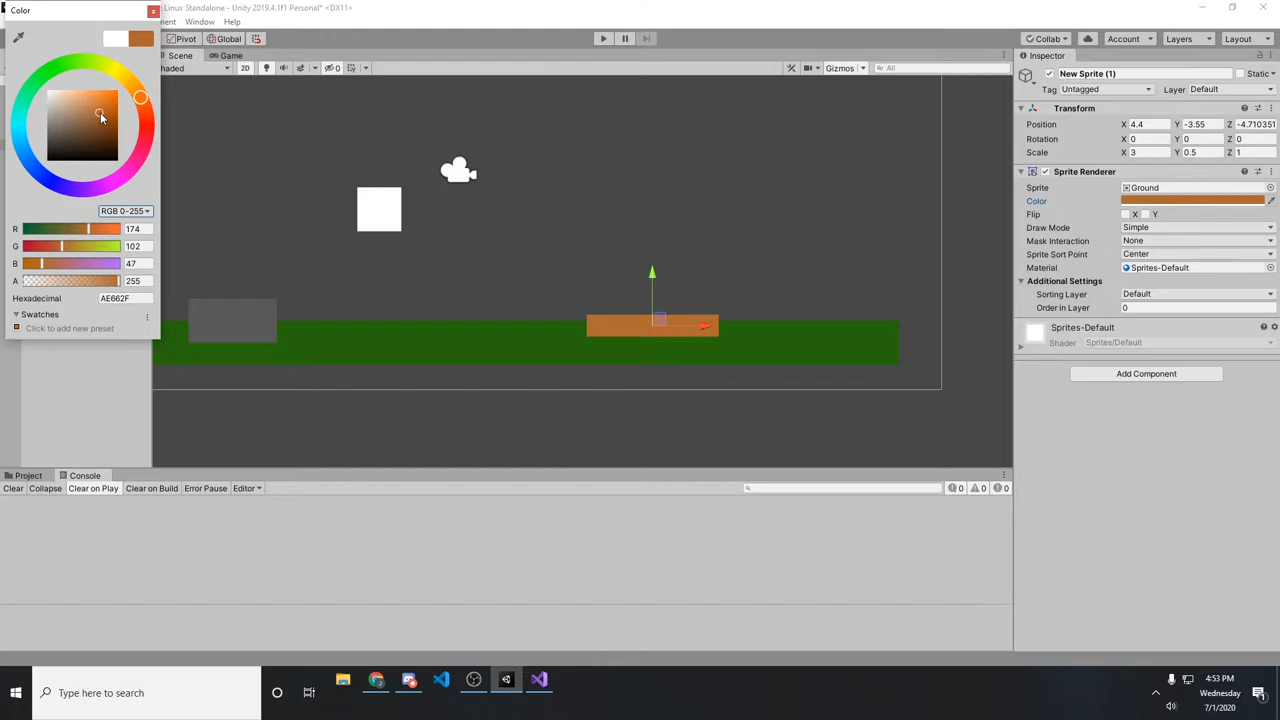 Color
x
Linux Standalone - Unity 2019.4.1f1 Personal* <DX11>
Window Help
Pivot Global
Collab Account Layers Layout
Scene Game
Inspector
haded 2D 0 Gizmos All
New Sprite (1) Static
Tag Untagged Layer Default
Transform
Position X 4.4 Y -3.55 Z -4.710351
Rotation X 0 Y 0 Z 0
Scale X 3 Y 0.5 Z 1
Sprite Renderer
Sprite Ground
Color
Flip X Y
Draw Mode Simple
Mask Interaction None
Sprite Sort Point Center
Material Sprites-Default
Additional Settings
Sorting Layer Default
Order in Layer 0
Sprites-Default
Shader Sprites/Default
Add Component
RGB 0-255
R 174
G 102
B 47
A 255
Hexadecimal AE662F
Swatches
Click to add new preset
Project Console
Clear Collapse Clear on Play Clear on Build Error Pause Editor 0 0 0
Type here to search
4:53 PM
Wednesday
7/1/2020